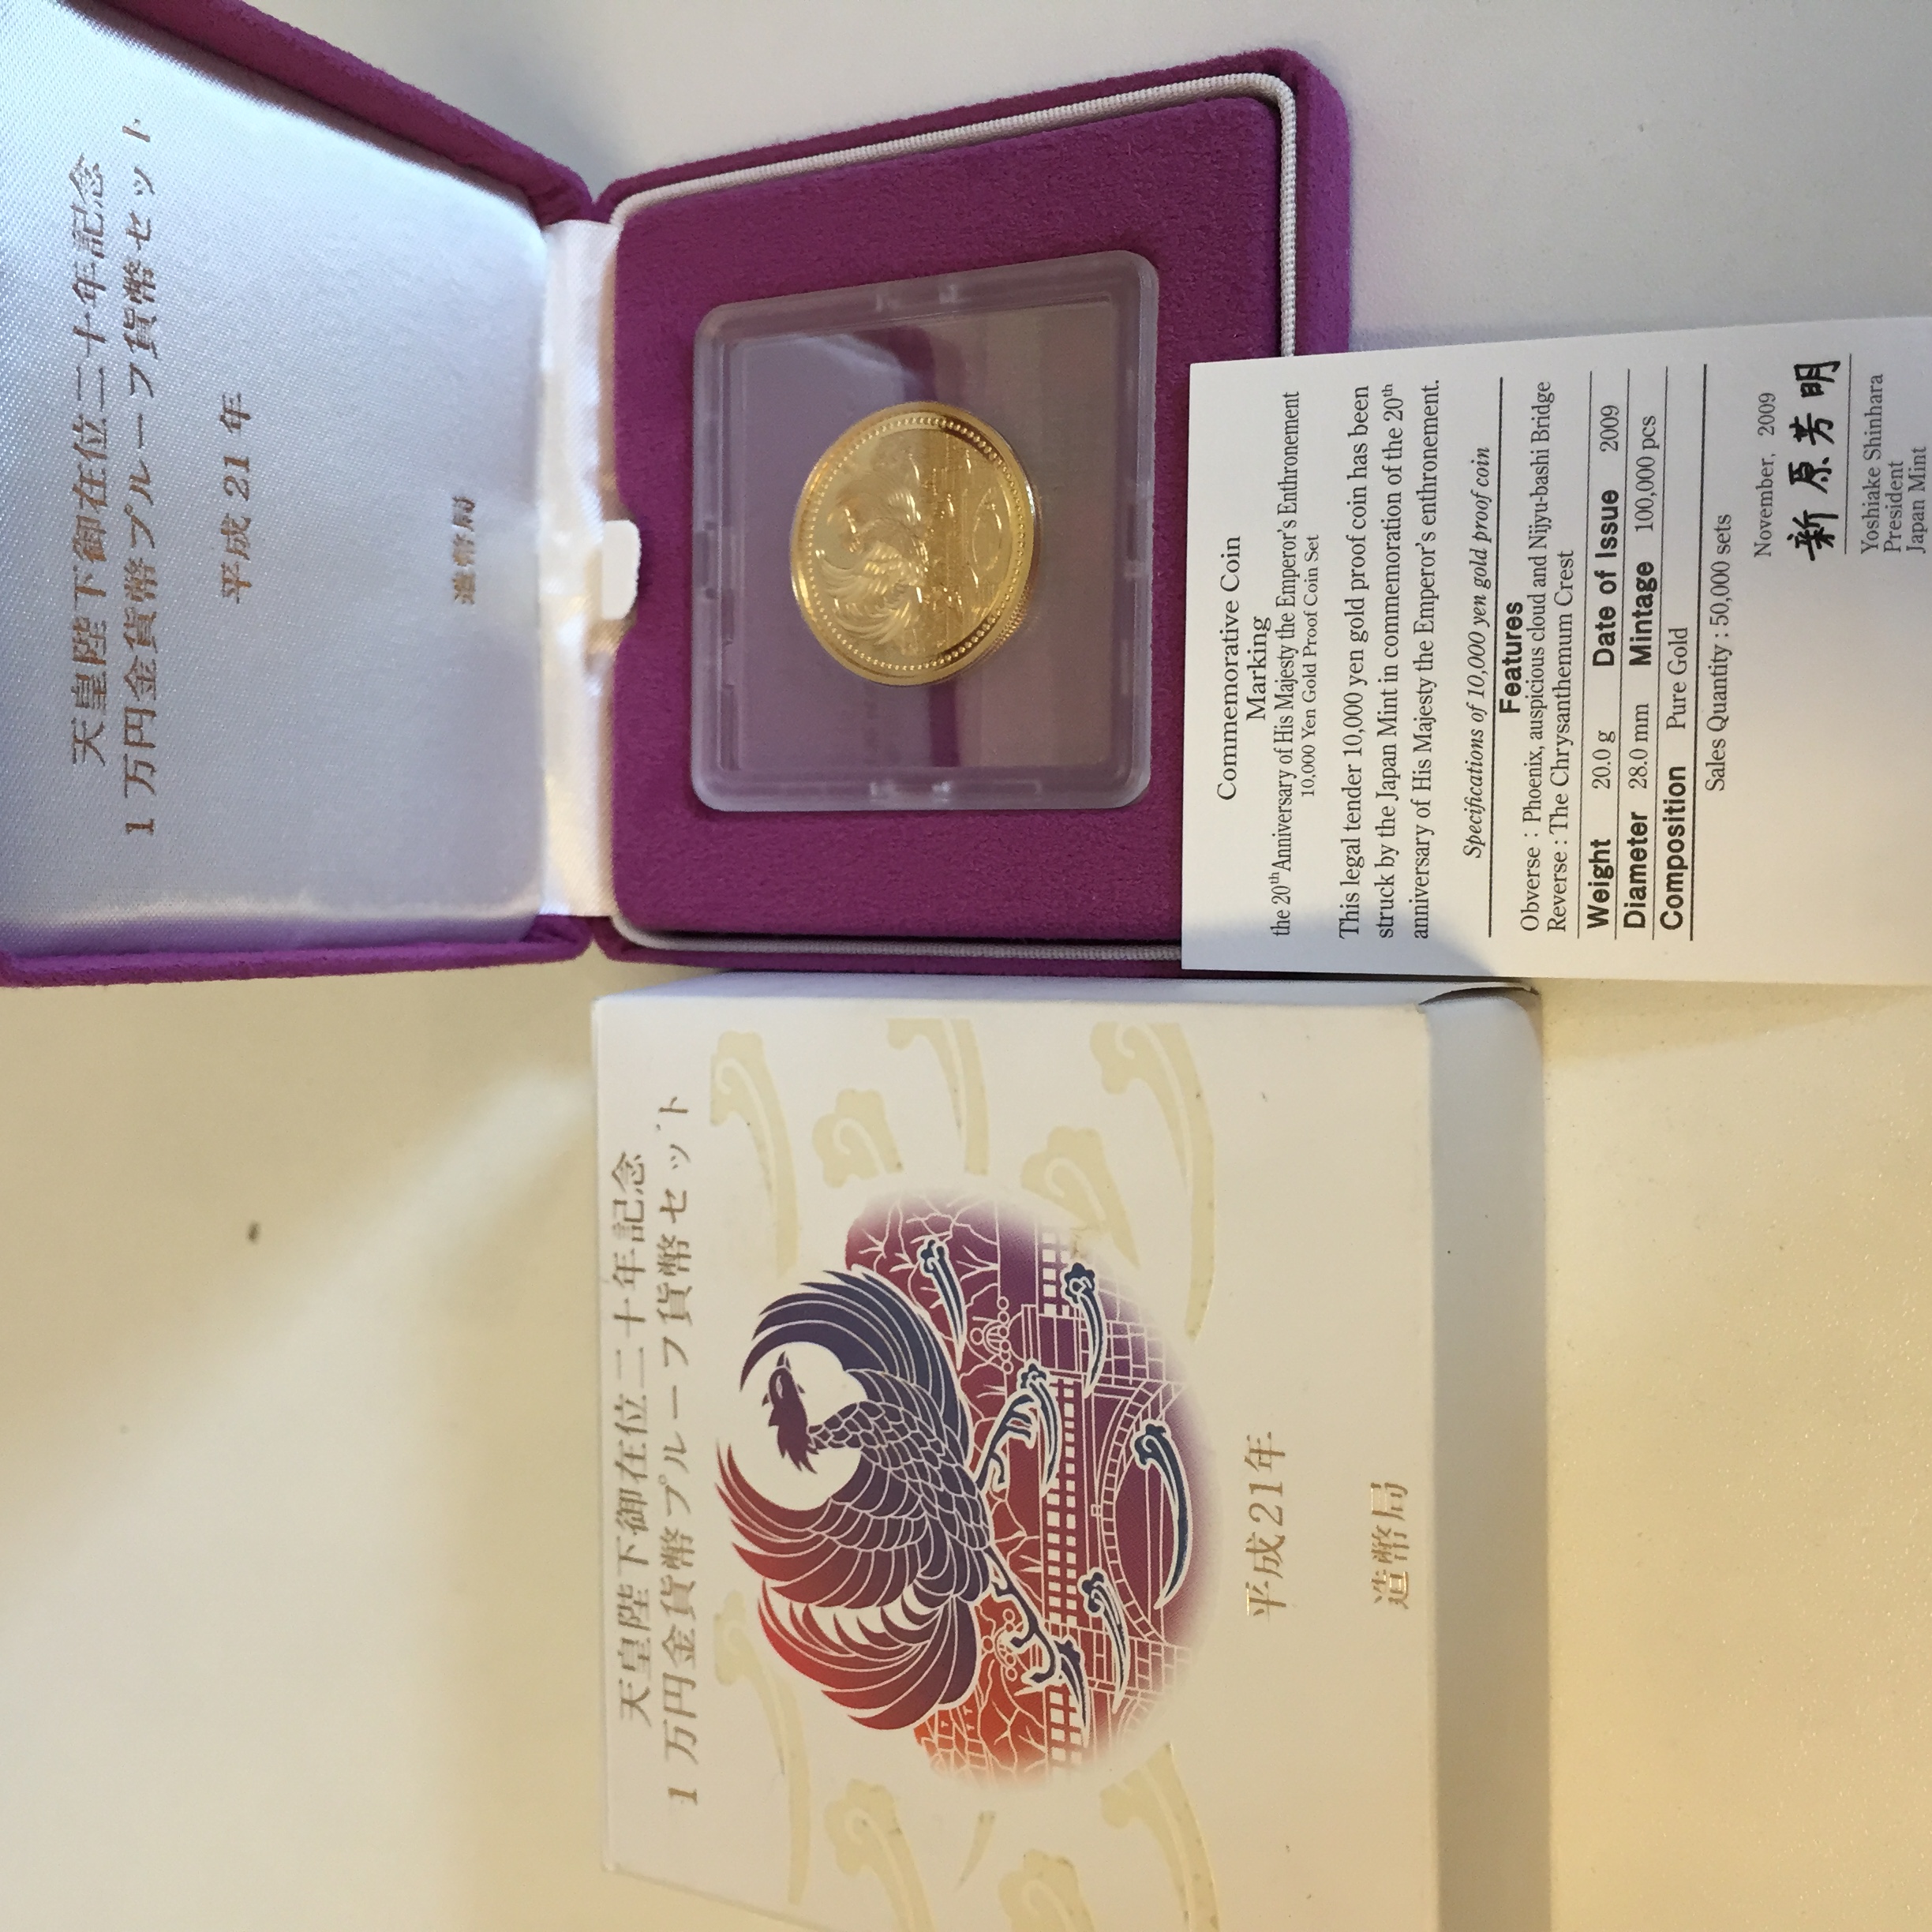 天皇陛下御在位二十年記念
1万円金貨幣プルーフ貨幣セット
平成21年
造幣局
天皇陛下御在位二十年記念
1万円金貨幣プルーフ貨幣セット
平成21年
造幣局
Commemorative Coin
Marking
the 20th Anniversary of His Majesty the Emperor's Enthronement
10,000 Yen Gold Proof Coin Set
This legal tender 10,000 yen gold proof coin has been
struck by the Japan Mint in commemoration of the 20th
anniversary of His Majesty the Emperor's enthronement.
Specifications of 10,000 yen gold proof coin
Features
Obverse : Phoenix, auspicious cloud and Nijyu-bashi Bridge
Reverse : The Chrysanthemum Crest
Weight 20.0 g Date of Issue 2009
Diameter 28.0 mm Mintage 100,000 pcs
Composition Pure Gold
Sales Quantity : 50,000 sets
November, 2009
新原芳明
Yoshiake Shinhara
President
Japan Mint